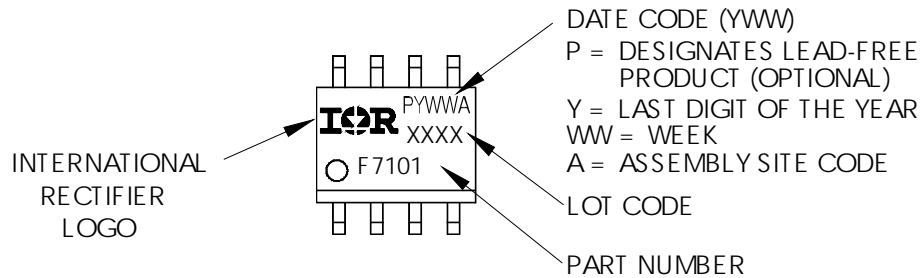 DATE CODE (YWW)
P = DESIGNATES LEAD-FREE
PRODUCT (OPTIONAL)
Y = LAST DIGIT OF THE YEAR
WW = WEEK
A = ASSEMBLY SITE CODE
LOT CODE
PART NUMBER
INTERNATIONAL
RECTIFIER
LOGO
PYWWA
IOR
XXXX
F7101